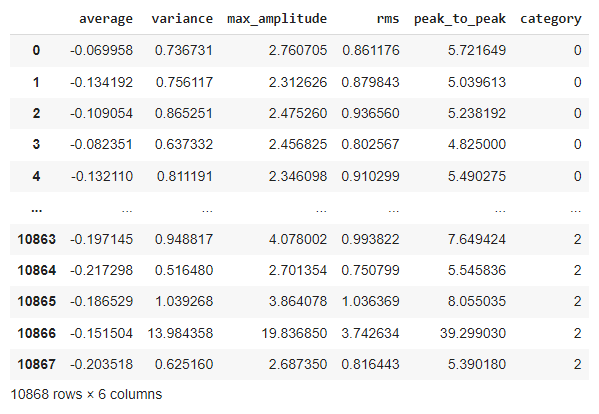 average variance max_amplitude rms peak_to_peak category
0 -0.069958 0.736731 2.760705 0.861176 5.721649 0
1 -0.134192 0.756117 2.312626 0.879843 5.039613 0
2 -0.109054 0.865251 2.475260 0.936560 5.238192 0
3 -0.082351 0.637332 2.456825 0.802567 4.825000 0
4 -0.132110 0.811191 2.346098 0.910299 5.490275 0
... ... ... ... ... ... ...
10863 -0.197145 0.948817 4.078002 0.993822 7.649424 2
10864 -0.217298 0.516480 2.701354 0.750799 5.545836 2
10865 -0.186529 1.039268 3.864078 1.036369 8.055035 2
10866 -0.151504 13.984358 19.836850 3.742634 39.299030 2
10867 -0.203518 0.625160 2.687350 0.816443 5.390180 2
10868 rows × 6 columns